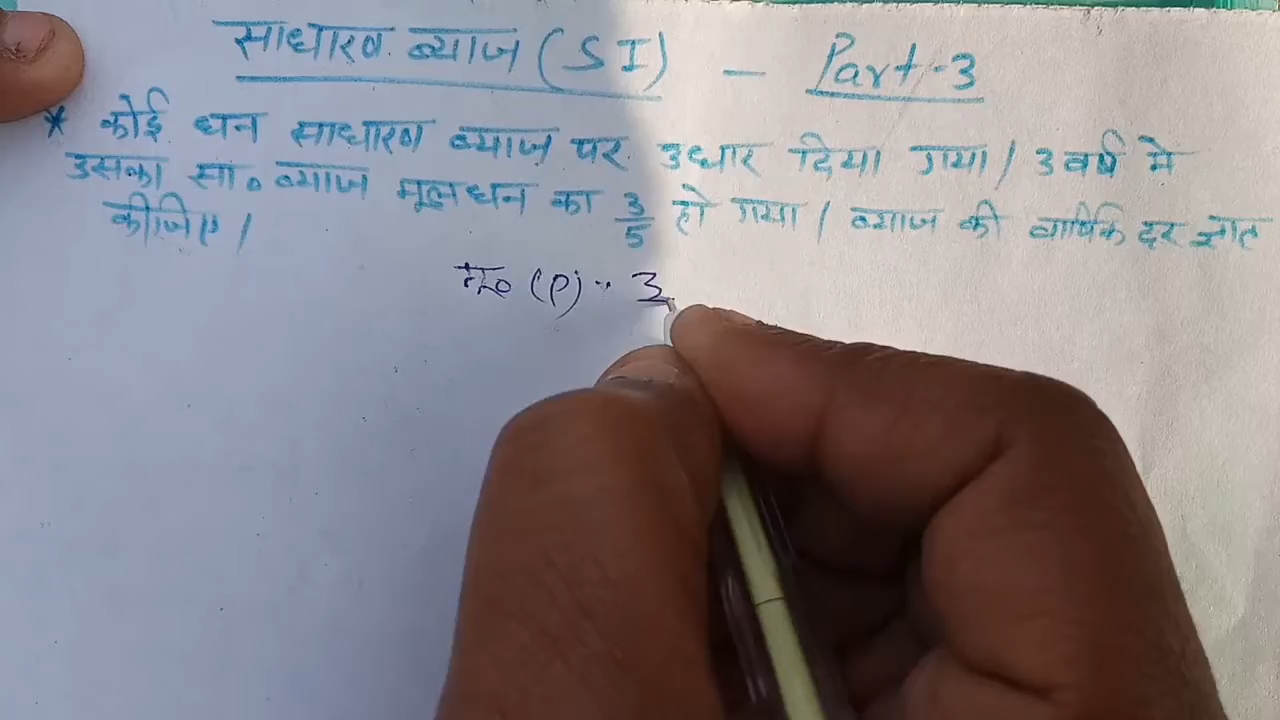 साधारण ब्याज (SI) - Part-3
* कोई धन साधारण ब्याज पर उधार दिया गया। 3 वर्ष मे
उसका सा० ब्याज मूलधन का 3/5 हो गया। ब्याज की वार्षिक दर ज्ञात
कीजिए।
मू० (P) - 3